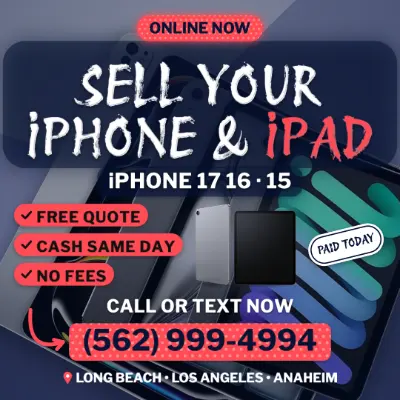 ONLINE NOW
SELL YOUR
iPHONE & iPAD
iPHONE 17 16 · 15
FREE QUOTE
CASH SAME DAY
NO FEES
PAID TODAY
CALL OR TEXT NOW
(562) 999-4994
LONG BEACH • LOS ANGELES • ANAHEIM